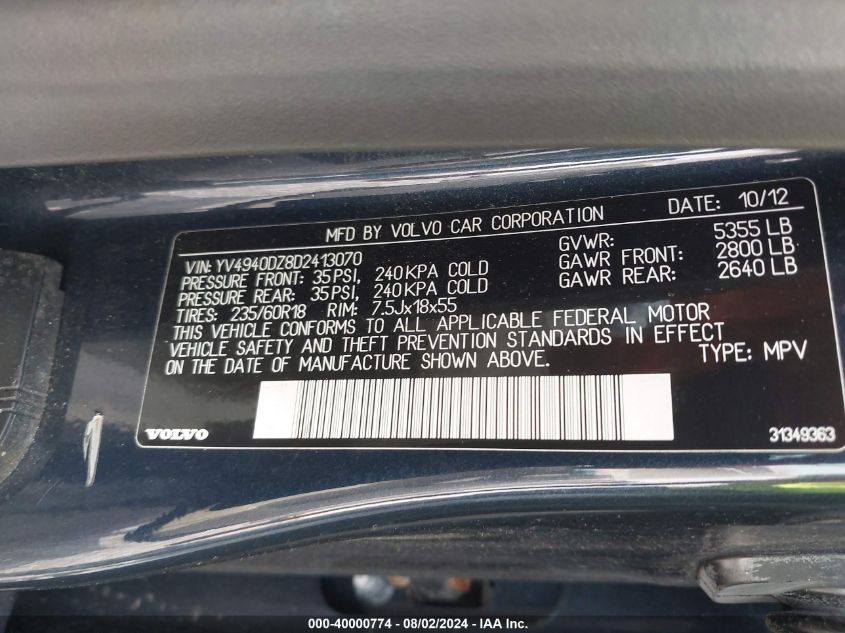 MFD BY VOLVO CAR CORPORATION DATE: 10/12
VIN: YV4940DZ8D2413070 GVWR: 5355 LB
PRESSURE FRONT: 35PSI, 240KPA COLD GAWR FRONT: 2800 LB
PRESSURE REAR: 35PSI, 240KPA COLD GAWR REAR: 2640 LB
TIRES: 235/60R18 RIM: 7.5Jx18x55
THIS VEHICLE CONFORMS TO ALL APPLICABLE FEDERAL MOTOR
VEHICLE SAFETY AND THEFT PREVENTION STANDARDS IN EFFECT
ON THE DATE OF MANUFACTURE SHOWN ABOVE. TYPE: MPV
VOLVO 31349363
000-40000774 - 08/02/2024 - IAA Inc.